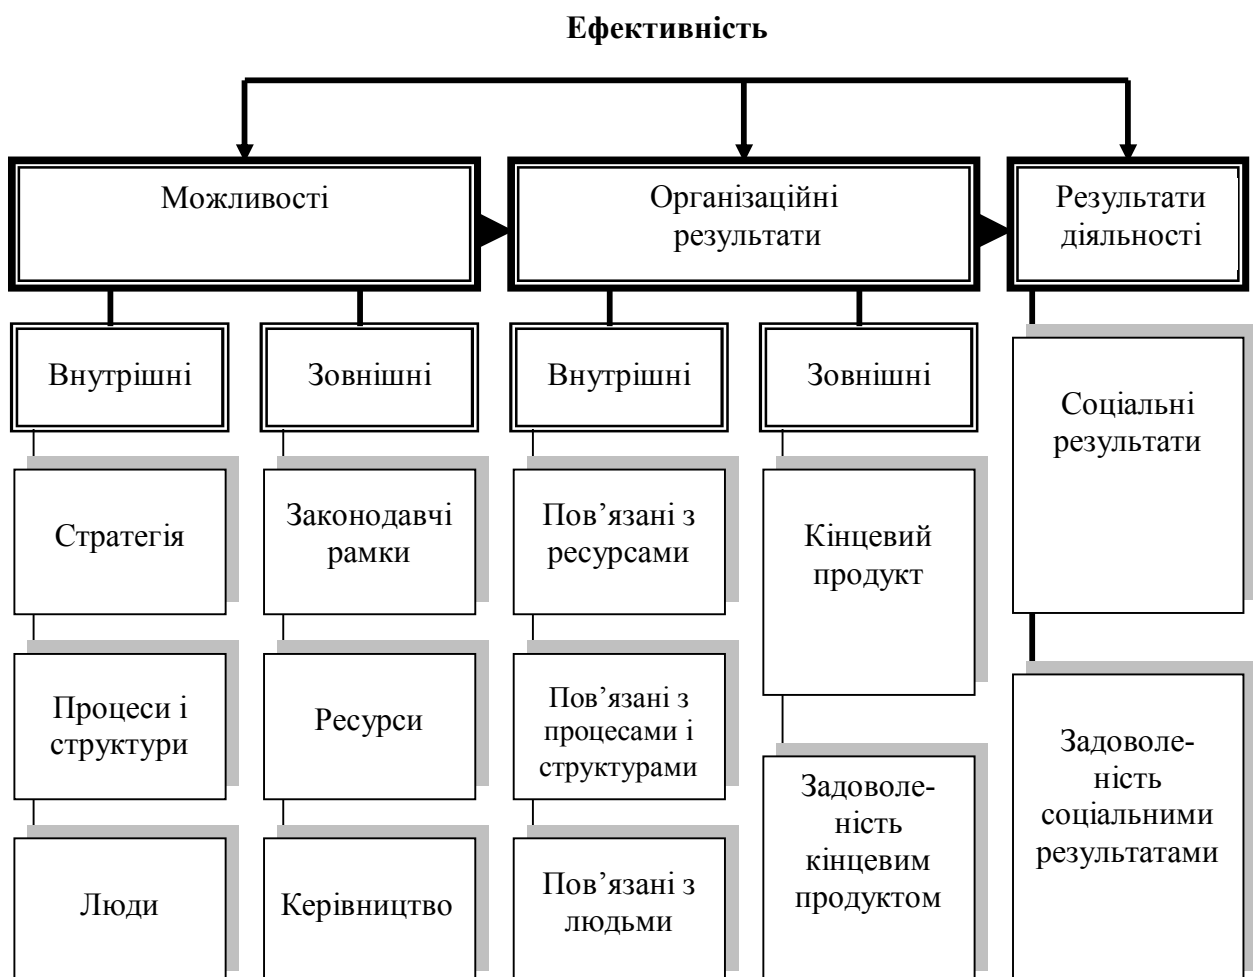 Ефективність
Можливості
Організаційні
результати
Результати
діяльності
Внутрішні
Зовнішні
Внутрішні
Зовнішні
Соціальні
результати
Стратегія
Законодавчі
рамки
Пов’язані з
ресурсами
Кінцевий
продукт
Процеси і
структури
Ресурси
Пов’язані з
процесами і
структурами
Задоволе-
ність
кінцевим
продуктом
Задоволе-
ність
соціальними
результатами
Люди
Керівництво
Пов’язані з
людьми